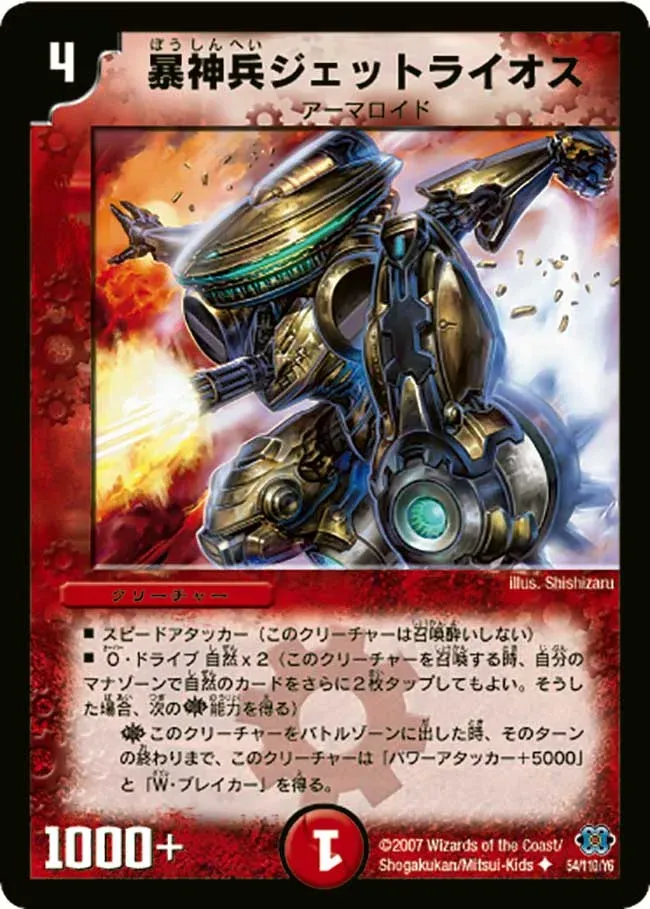 4
ぼうしんへい
暴神兵ジェットライオス
アーマロイド
illus. Shishizaru
クリーチャー
■ スピードアタッカー（このクリーチャーは召喚酔いしない）
■ O・ドライブ 自然x2（このクリーチャーを召喚する時、自分の
マナゾーンで自然のカードをさらに2枚タップしてもよい。そうし
た場合、次の能力を得る）
このクリーチャーをバトルゾーンに出した時、そのターン
の終わりまで、このクリーチャーは「パワーアタッカー＋5000」
と「W・ブレイカー」を得る。
1000+
1
©2007 Wizards of the Coast/
Shogakukan/Mitsui-Kids ♦ 54/110/Y6